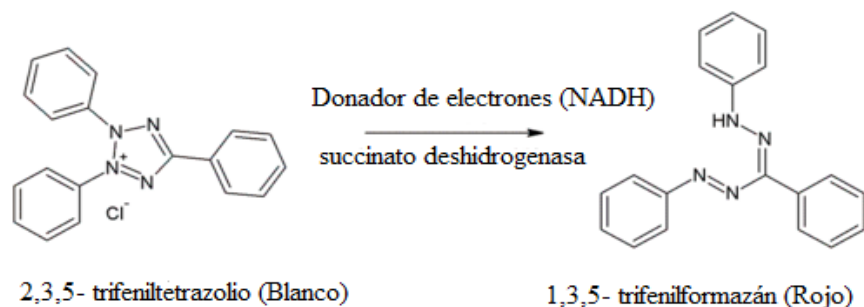 Donador de electrones (NADH)
succinato deshidrogenasa
N
N
N⁺
N
Cl⁻
HN
N
N
N
2,3,5- trifeniltetrazolio (Blanco)
1,3,5- trifenilformazán (Rojo)